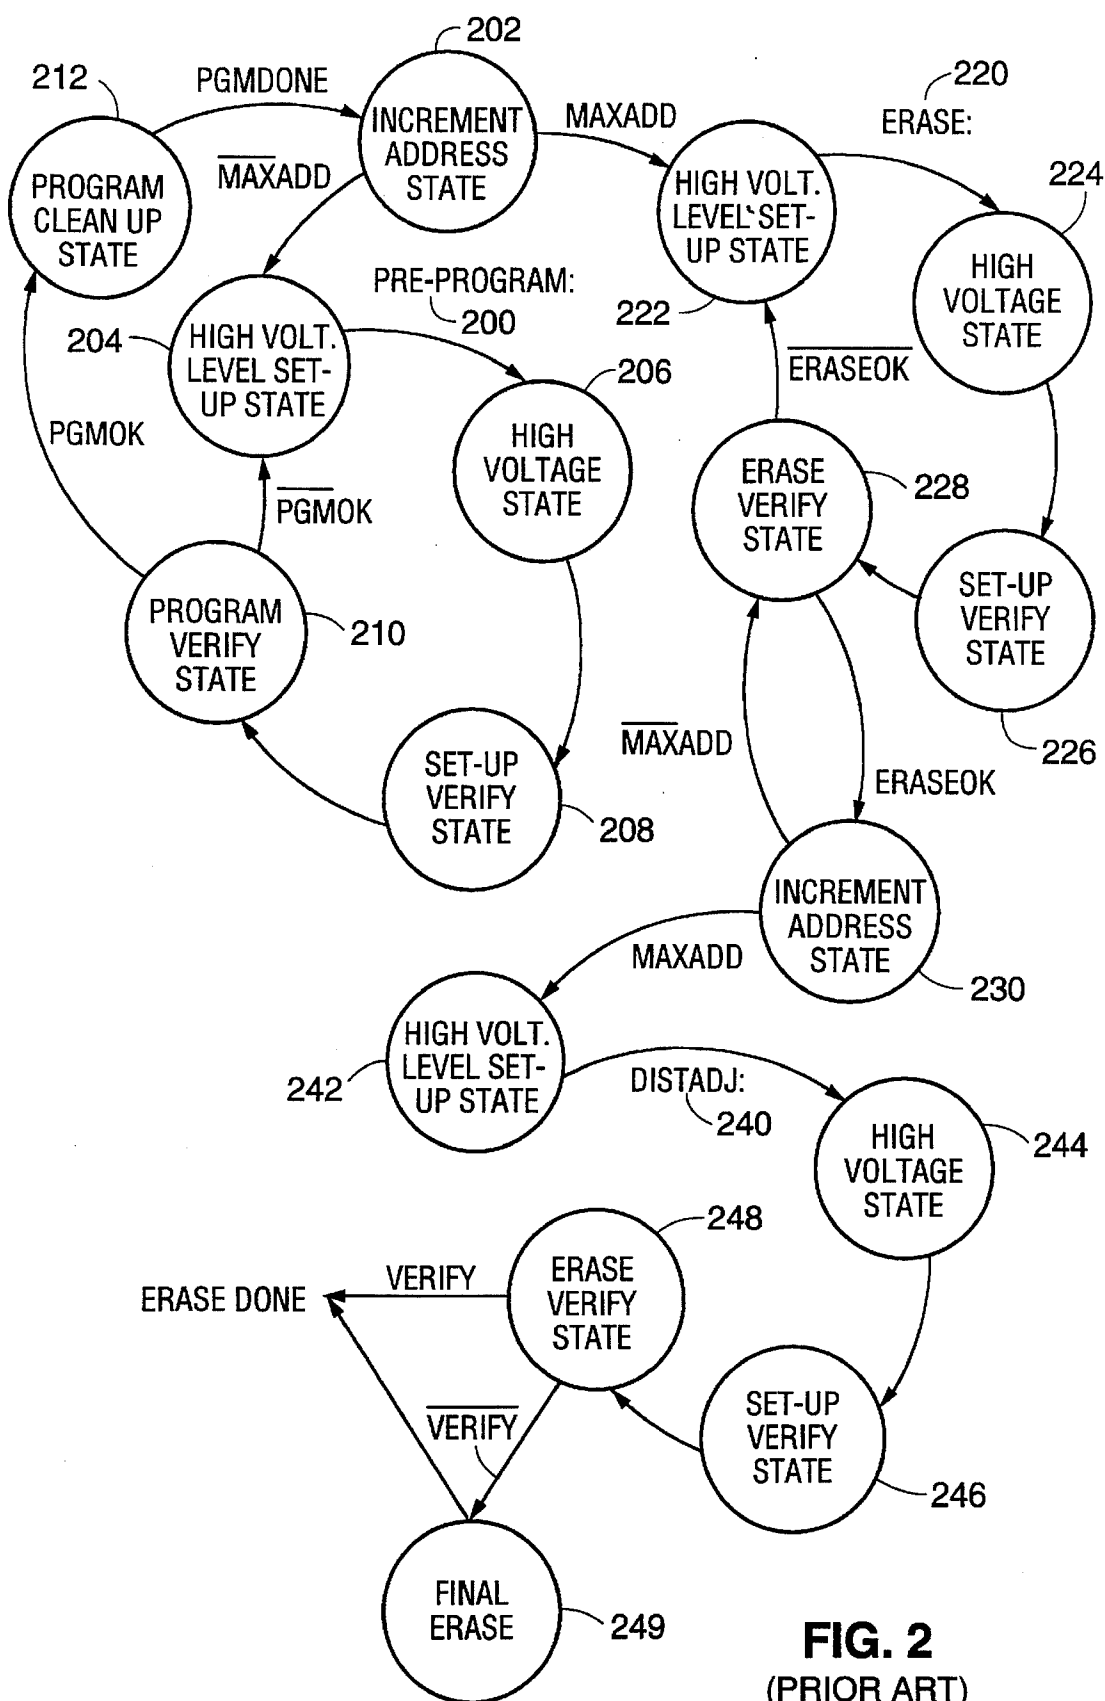 202
212
PGMDONE
220
INCREMENT
ADDRESS
STATE
MAXADD
ERASE:
M̅A̅X̅ADD
PROGRAM
CLEAN UP
STATE
HIGH VOLT.
LEVEL SET-
UP STATE
224
222
HIGH
VOLTAGE
STATE
PRE-PROGRAM:
200
204
HIGH VOLT.
LEVEL SET-
UP STATE
206
E̅R̅A̅S̅E̅O̅K̅
PGMOK
HIGH
VOLTAGE
STATE
ERASE
VERIFY
STATE
228
P̅G̅M̅OK
PROGRAM
VERIFY
STATE
210
SET-UP
VERIFY
STATE
226
M̅A̅X̅ADD
ERASEOK
SET-UP
VERIFY
STATE
208
INCREMENT
ADDRESS
STATE
230
MAXADD
HIGH VOLT.
LEVEL SET-
UP STATE
242
DISTADJ:
240
HIGH
VOLTAGE
STATE
244
248
ERASE
VERIFY
STATE
VERIFY
ERASE DONE
V̅E̅R̅I̅F̅Y̅
SET-UP
VERIFY
STATE
246
FINAL
ERASE
249
FIG. 2
(PRIOR ART)